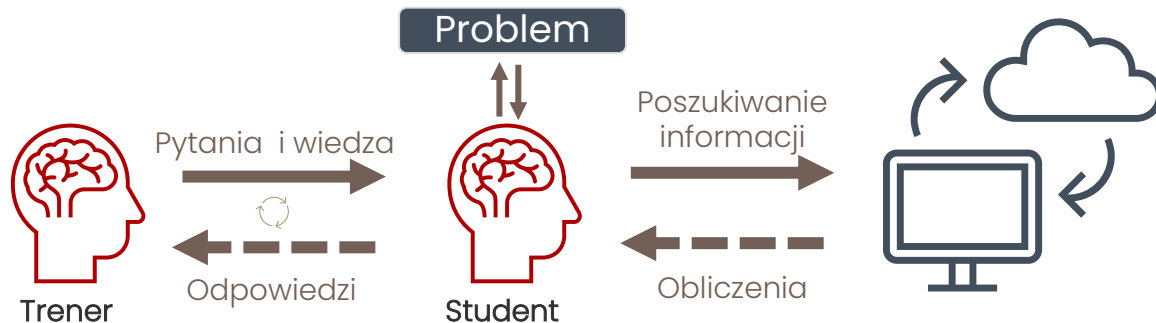 Problem
Pytania i wiedza
Poszukiwanie
informacji
Odpowiedzi
Obliczenia
Trener
Student